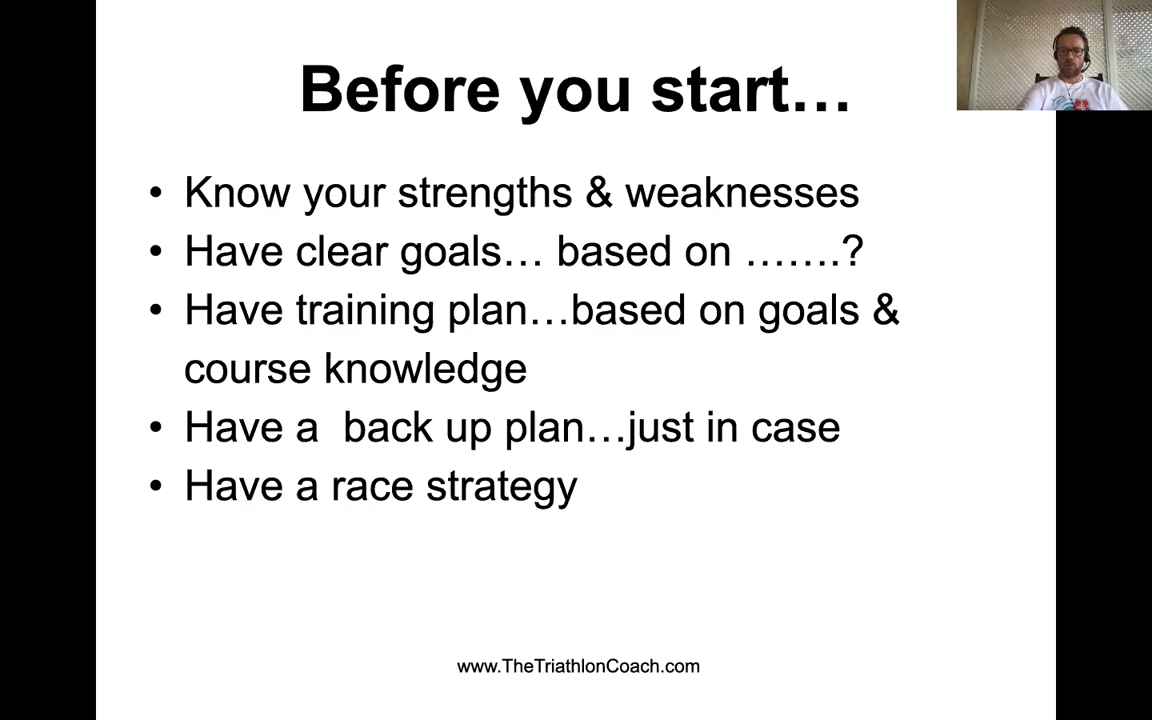 Before you start…
• Know your strengths & weaknesses
• Have clear goals… based on …….?
• Have training plan…based on goals &
course knowledge
• Have a  back up plan…just in case
• Have a race strategy
www.TheTriathlonCoach.com